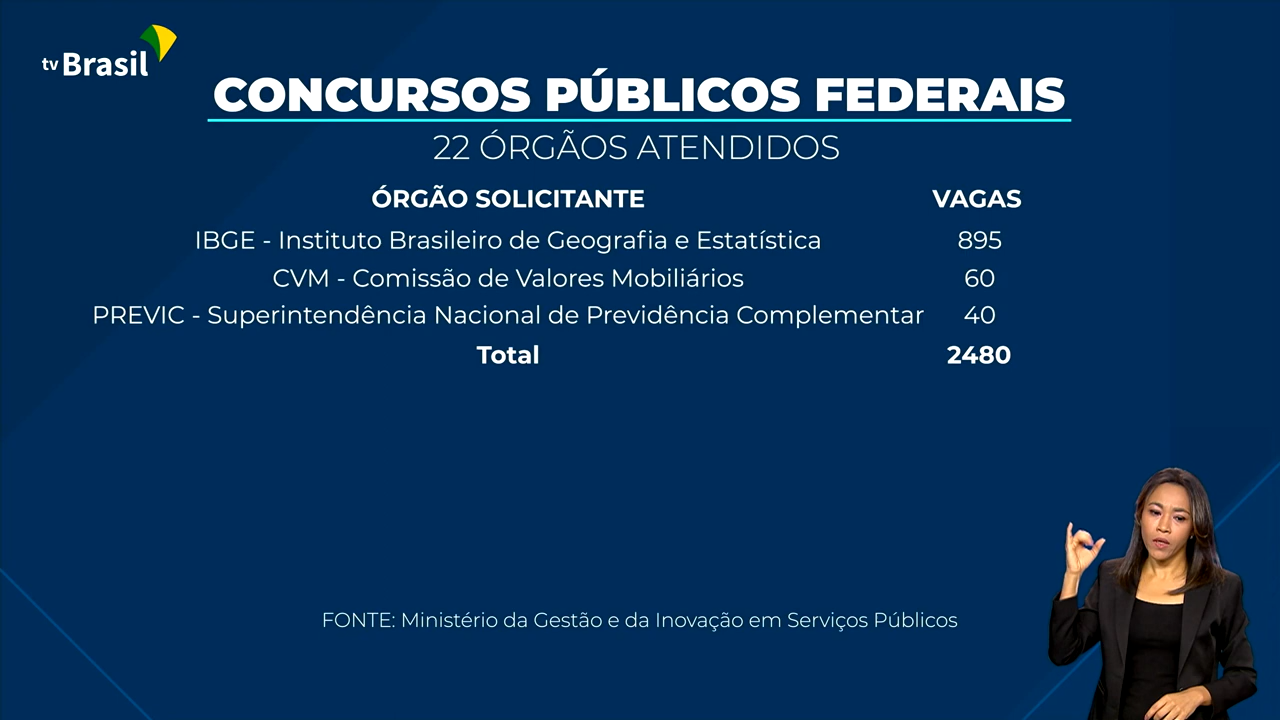 tv Brasil
CONCURSOS PÚBLICOS FEDERAIS
22 ÓRGÃOS ATENDIDOS
ÓRGÃO SOLICITANTE VAGAS
IBGE - Instituto Brasileiro de Geografia e Estatística 895
CVM - Comissão de Valores Mobiliários 60
PREVIC - Superintendência Nacional de Previdência Complementar 40
Total 2480
FONTE: Ministério da Gestão e da Inovação em Serviços Públicos